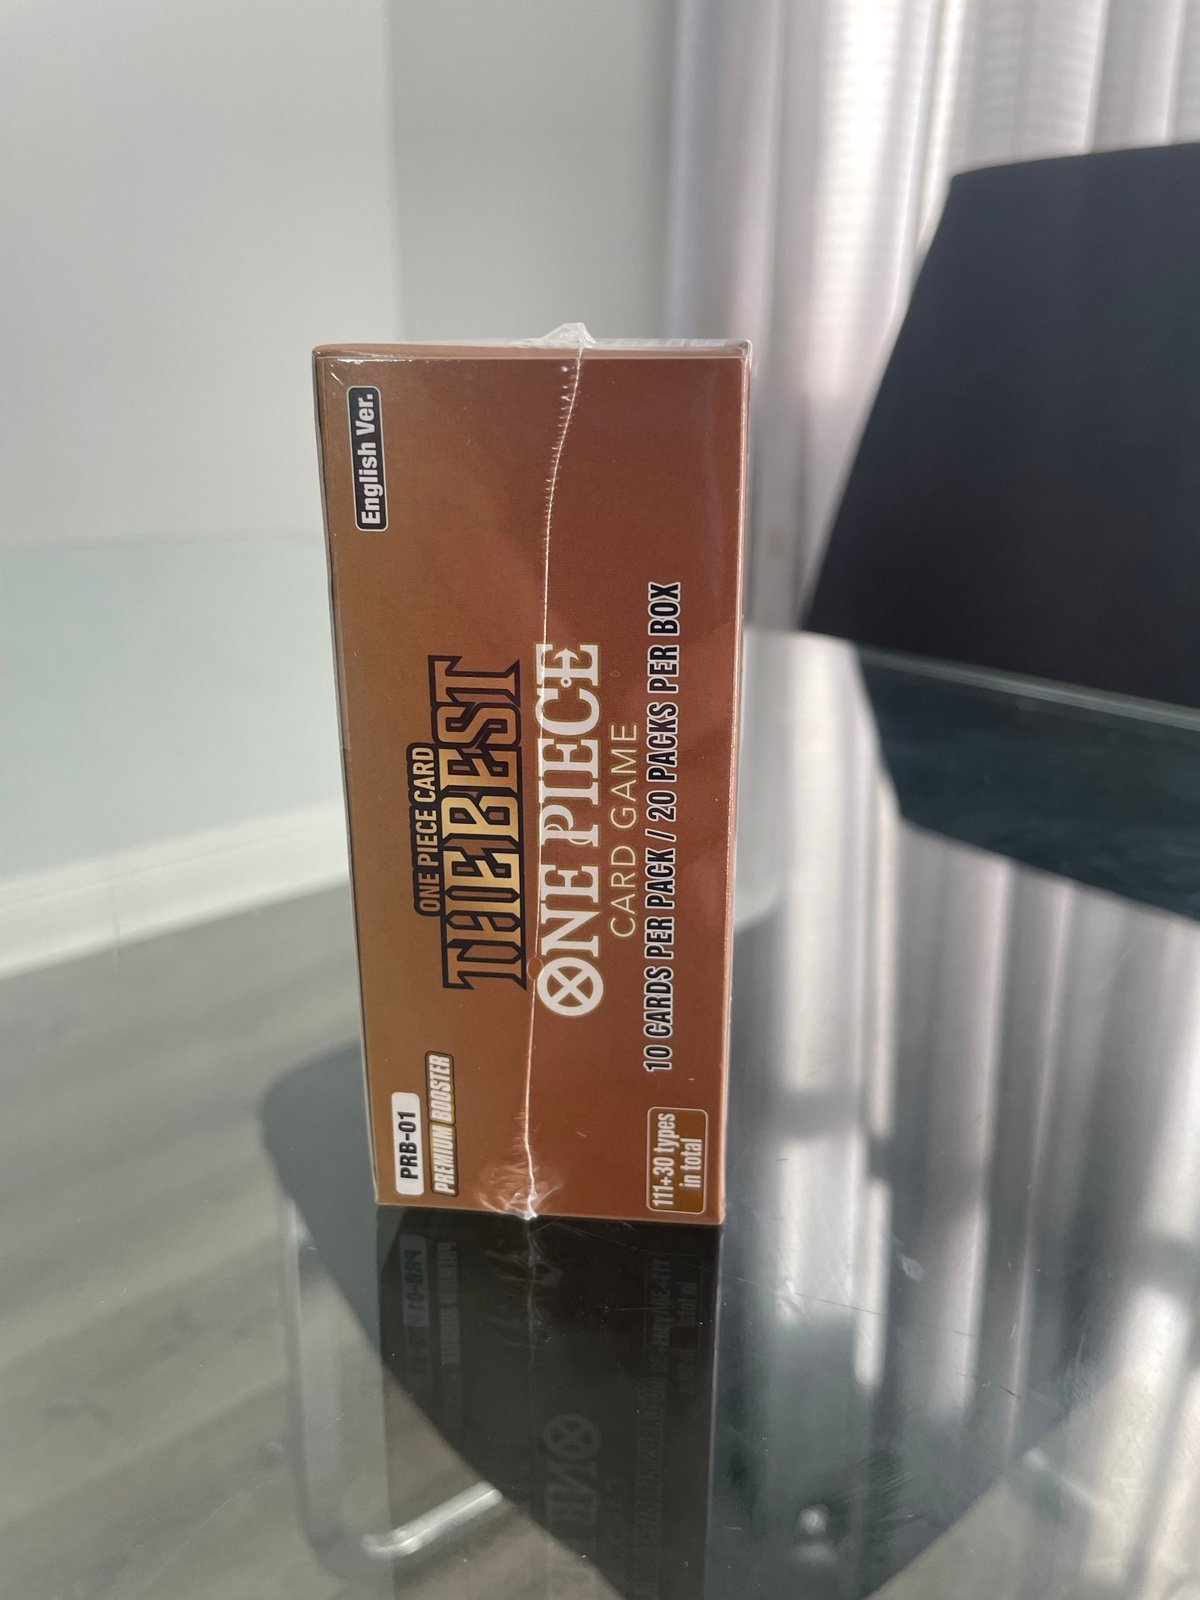 PRB-01
PREMIUM BOOSTER
English Ver.
ONE PIECE CARD
THE BEST
ONE PIECE
CARD GAME
10 CARDS PER PACK / 20 PACKS PER BOX
111+30 types
in total